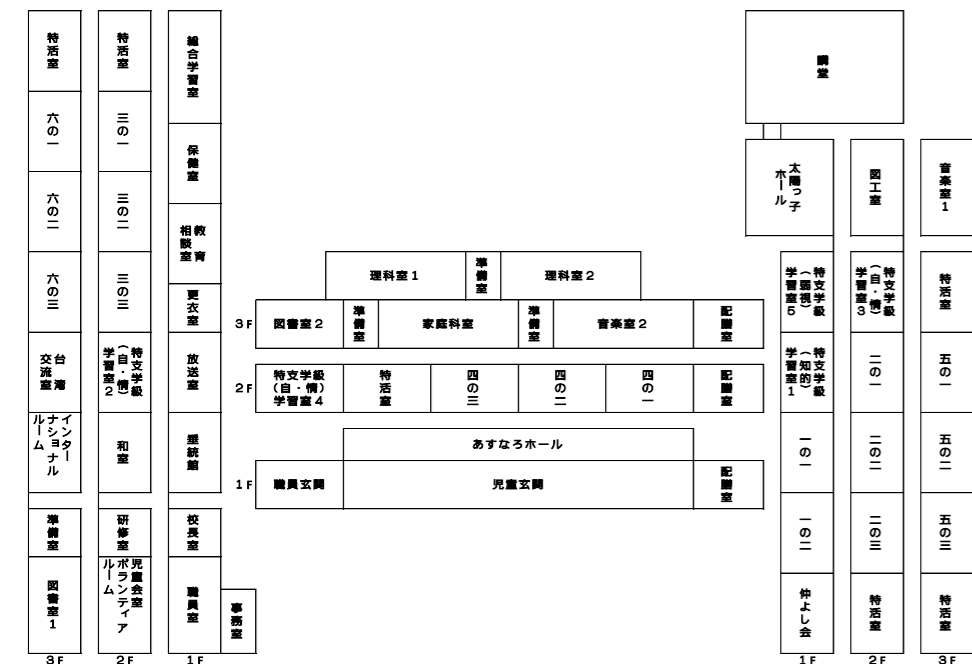 特活室
六の一
六の二
六の三
台湾
交流室
インター
ナショナル
ルーム
準備室
図書室1
3F
特活室
三の一
三の二
三の三
特支学級
(自・情)
学習室2
和室
研修室
児童会室
ボランティア
ルーム
2F
総合学習室
保健室
教育
相談室
更衣室
放送室
垂統館
校長室
職員室
事務室
1F
理科室1
準備室
理科室2
3F
図書室2
準備室
家庭科室
準備室
音楽室2
配膳室
2F
特支学級
(自・情)
学習室4
特活室
四の三
四の二
四の一
配膳室
あすなろホール
1F
職員玄関
児童玄関
配膳室
講堂
太陽っ子
ホール
特支学級
(弱視)
学習室5
特支学級
(知的)
学習室1
一の一
一の二
仲よし会
1F
図工室
特支学級
(自・情)
学習室3
二の一
二の二
二の三
特活室
2F
音楽室1
特活室
五の一
五の二
五の三
特活室
3F